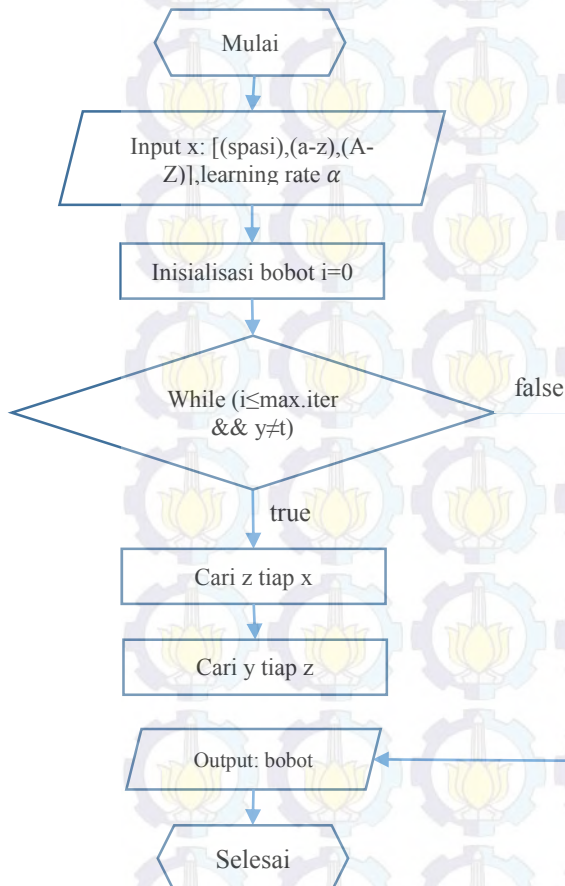 Mulai
Input x: [(spasi),(a-z),(A-
Z)],learning rate α
Inisialisasi bobot i=0
While (i≤max.iter
&& y≠t)
false
true
Cari z tiap x
Cari y tiap z
Output: bobot
Selesai